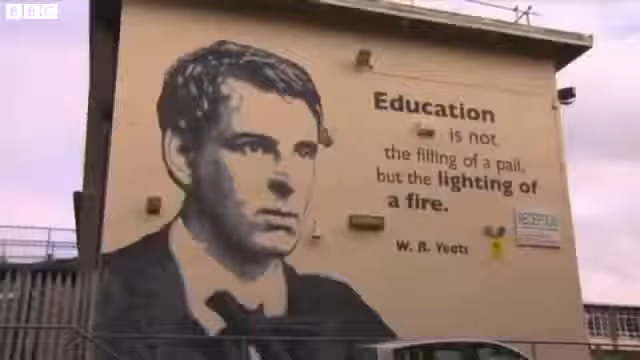 BBC
Education
is not
the filling of a pail,
but the lighting of
a fire.
W. B. Yeats
RECEPTION